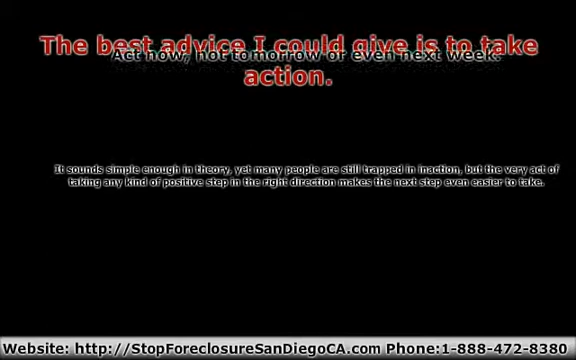 The best advice I could give is to take
Act now, not tomorrow or even next week.
action.
It sounds simple enough in theory, yet many people are still trapped in inaction, but the very act of
taking any kind of positive step in the right direction makes the next step even easier to take.
Website: http://StopForeclosureSanDiegoCA.com Phone:1-888-472-8380